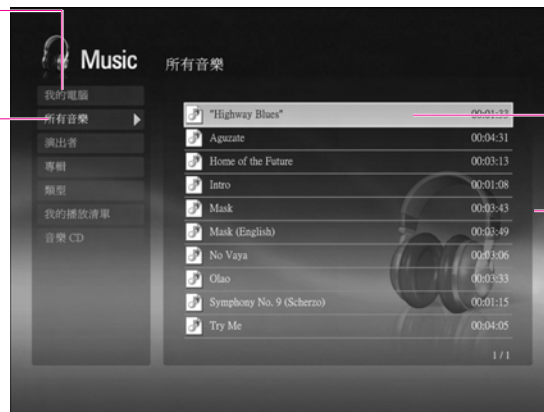 Music
所有音樂
我的電腦
所有音樂
演出者
專輯
類型
我的播放清單
音樂 CD
"Highway Blues" 00:01:33
Aguzate 00:04:31
Home of the Future 00:03:13
Intro 00:01:08
Mask 00:03:43
Mask (English) 00:03:49
No Vaya 00:03:06
Olao 00:03:33
Symphony No. 9 (Scherzo) 00:01:15
Try Me 00:04:05
1 / 1